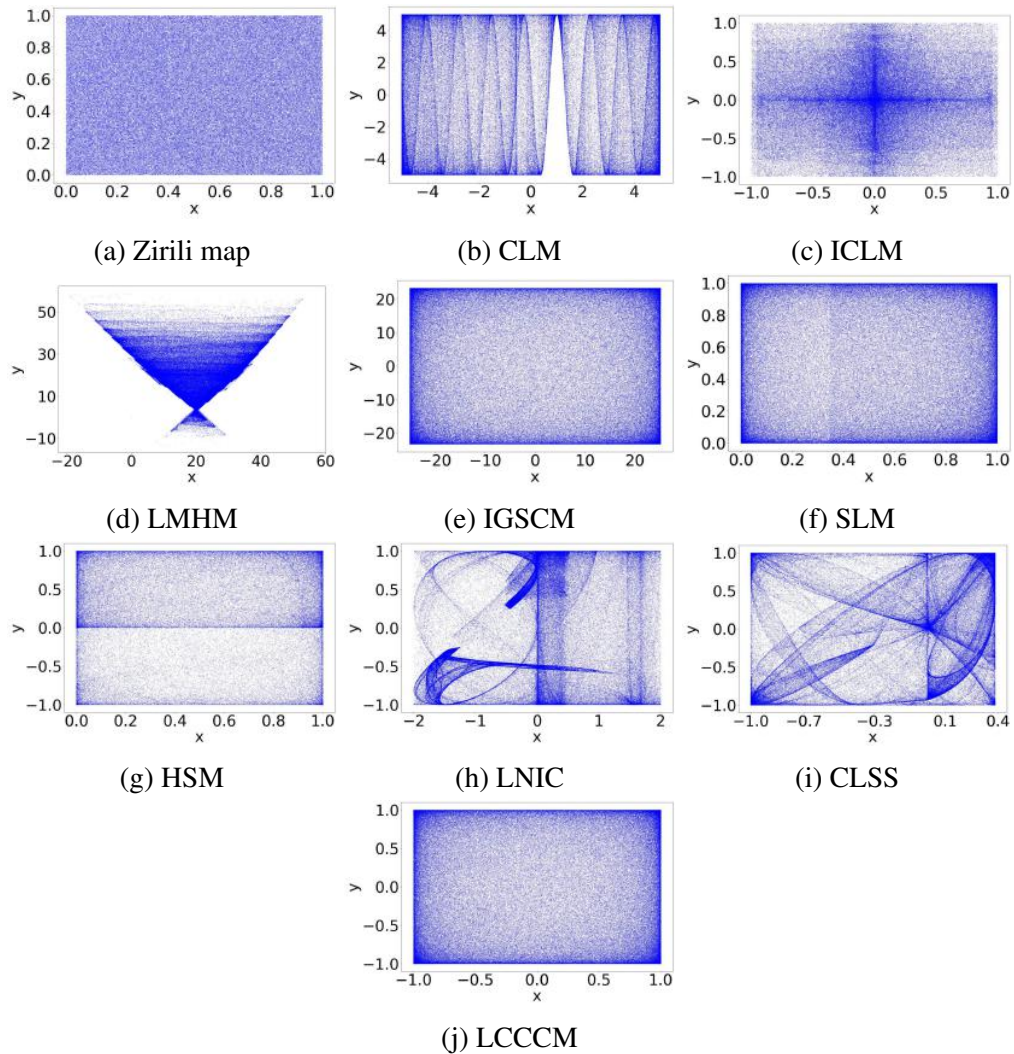 1.0
0.8
0.6
0.4
0.2
0.0
y
0.0 0.2 0.4 0.6 0.8 1.0
x
(a) Zirili map
4
2
0
−2
−4
y
−4 −2 0 2 4
x
(b) CLM
1.0
0.5
0.0
−0.5
−1.0
y
−1.0 −0.5 0.0 0.5 1.0
x
(c) ICLM
50
30
10
−10
y
−20 0 20 40 60
x
(d) LMHM
20
10
0
−10
−20
y
−20 −10 0 10 20
x
(e) IGSCM
1.0
0.8
0.6
0.4
0.2
0.0
y
0.0 0.2 0.4 0.6 0.8 1.0
x
(f) SLM
1.0
0.5
0.0
−0.5
−1.0
y
0.0 0.2 0.4 0.6 0.8 1.0
x
(g) HSM
1.0
0.5
0.0
−0.5
−1.0
y
−2 −1 0 1 2
x
(h) LNIC
1.0
0.5
0.0
−0.5
−1.0
y
−1.0 −0.7 −0.3 0.1 0.4
x
(i) CLSS
1.0
0.5
0.0
−0.5
−1.0
y
−1.0 −0.5 0.0 0.5 1.0
x
(j) LCCCM